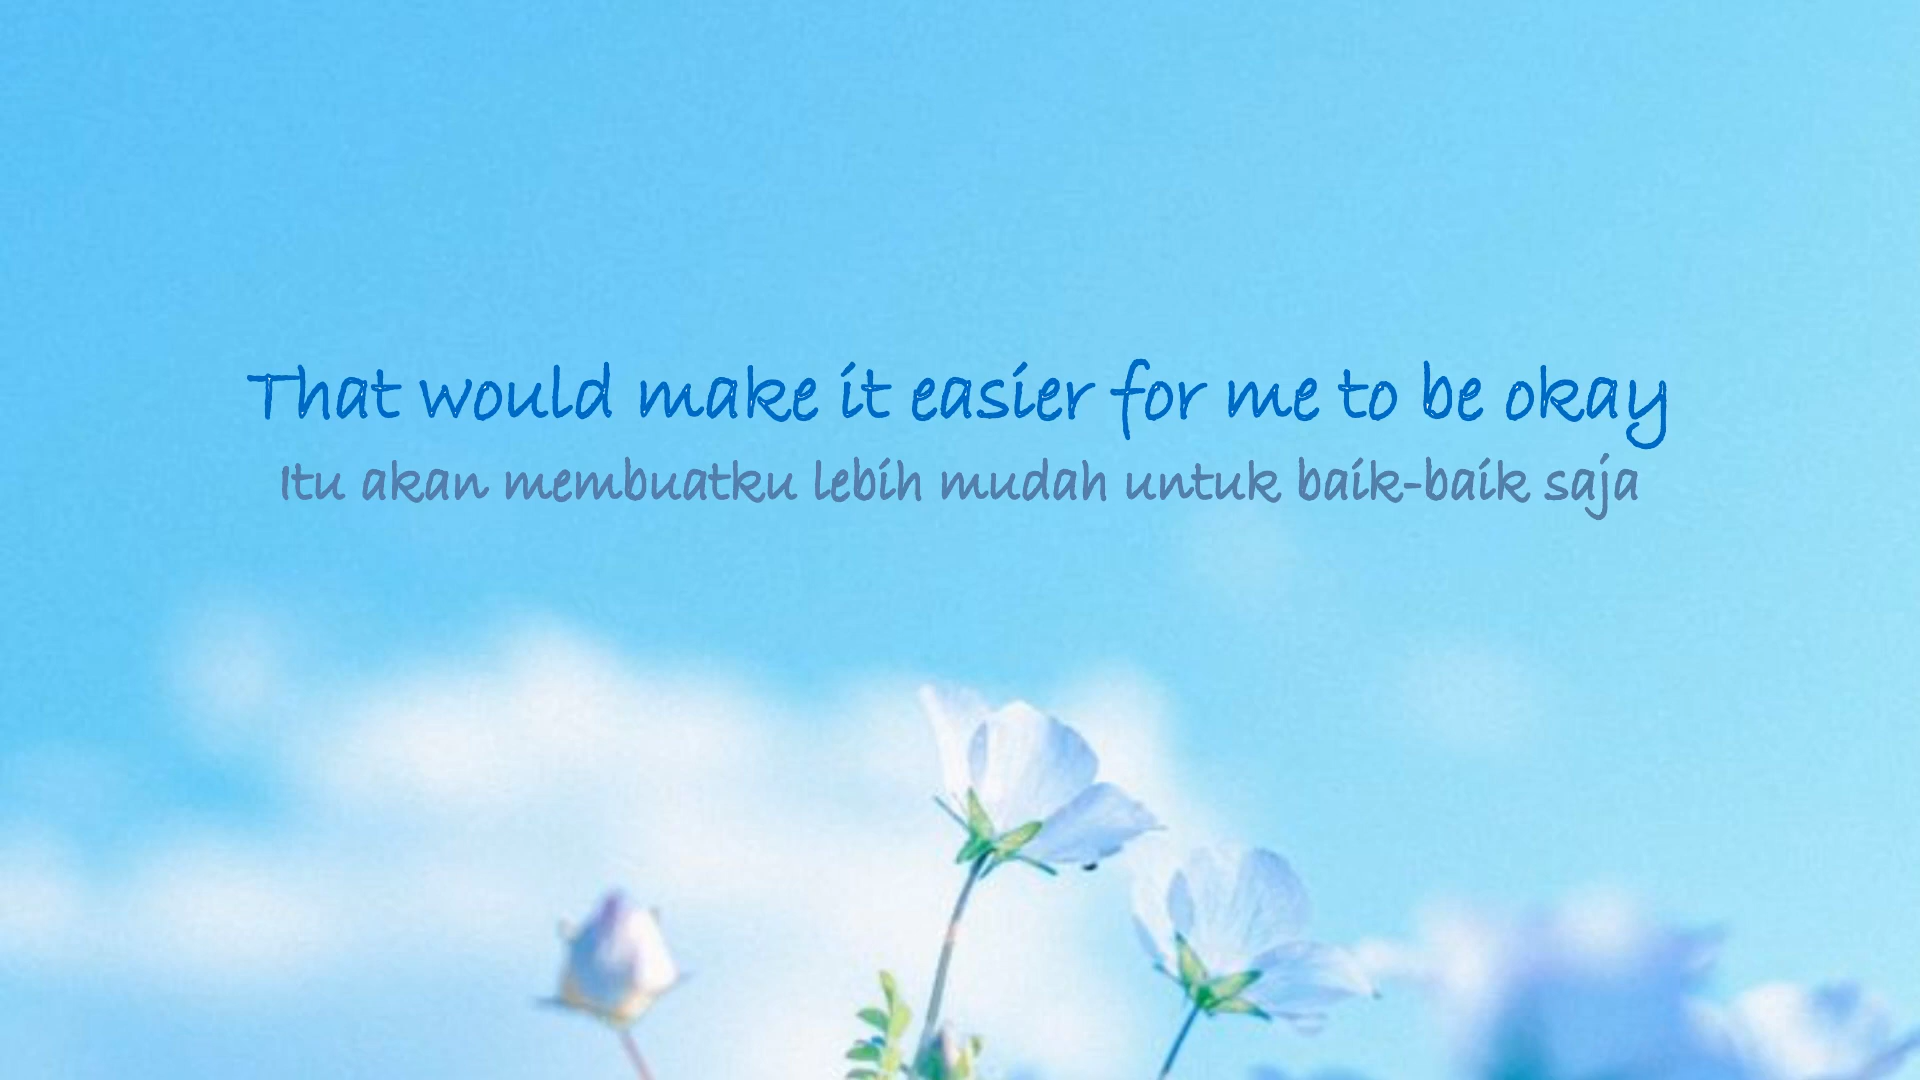 That would make it easier for me to be okay
Itu akan membuatku lebih mudah untuk baik-baik saja